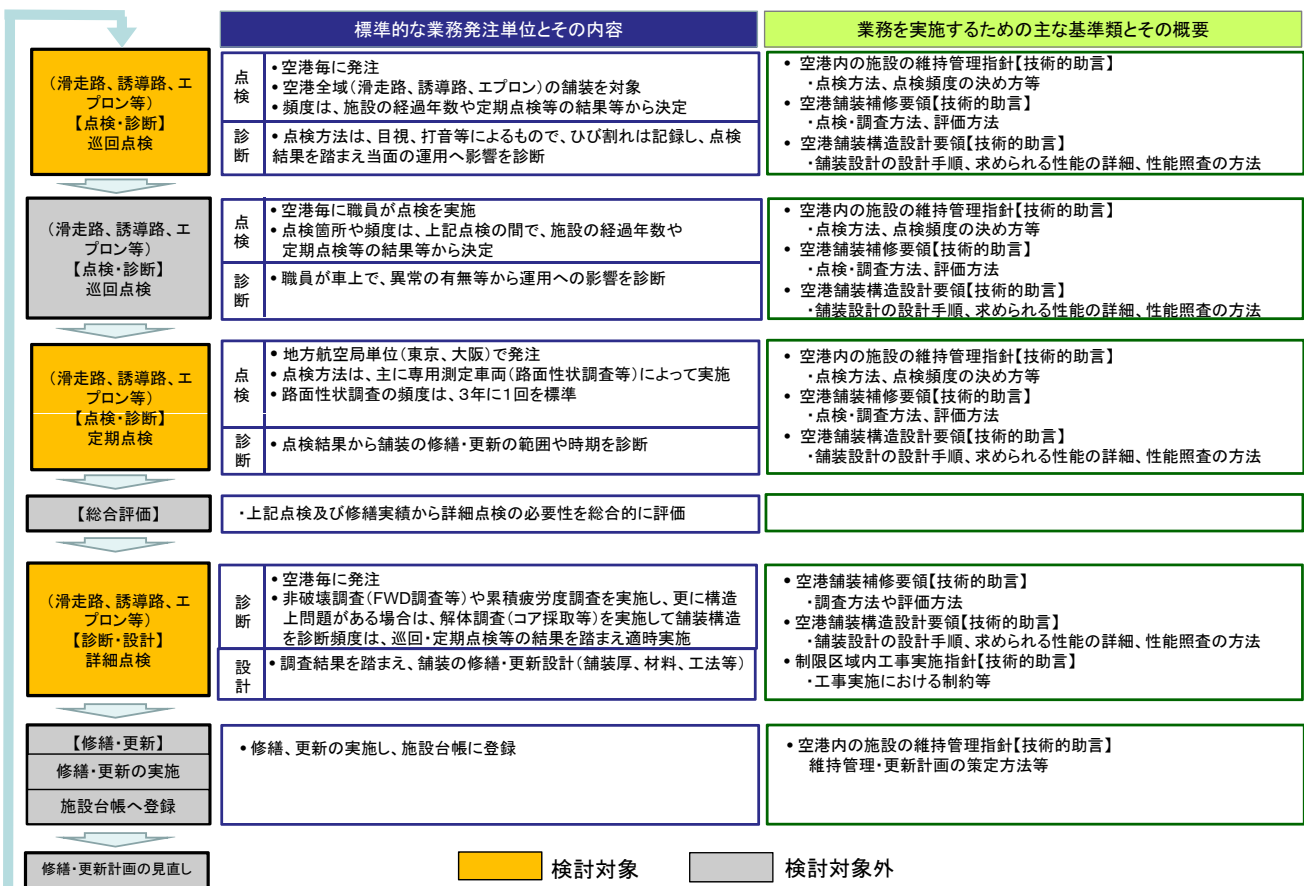 標準的な業務発注単位とその内容
業務を実施するための主な基準類とその概要
(滑走路、誘導路、エ
プロン等)
【点検・診断】
巡回点検
点
検
• 空港毎に発注
• 空港全域(滑走路、誘導路、エプロン)の舗装を対象
• 頻度は、施設の経過年数や定期点検等の結果等から決定
診
断
• 点検方法は、目視、打音等によるもので、ひび割れは記録し、点検
結果を踏まえ当面の運用へ影響を診断
• 空港内の施設の維持管理指針【技術的助言】
・点検方法、点検頻度の決め方等
• 空港舗装補修要領【技術的助言】
・点検・調査方法、評価方法
• 空港舗装構造設計要領【技術的助言】
・舗装設計の設計手順、求められる性能の詳細、性能照査の方法
(滑走路、誘導路、エ
プロン等)
【点検・診断】
巡回点検
点
検
• 空港毎に職員が点検を実施
• 点検箇所や頻度は、上記点検の間で、施設の経過年数や
定期点検等の結果等から決定
診
断
• 職員が車上で、異常の有無等から運用への影響を診断
• 空港内の施設の維持管理指針【技術的助言】
・点検方法、点検頻度の決め方等
• 空港舗装補修要領【技術的助言】
・点検・調査方法、評価方法
• 空港舗装構造設計要領【技術的助言】
・舗装設計の設計手順、求められる性能の詳細、性能照査の方法
(滑走路、誘導路、エ
プロン等)
【点検・診断】
定期点検
点
検
• 地方航空局単位(東京、大阪)で発注
• 点検方法は、主に専用測定車両(路面性状調査等)によって実施
• 路面性状調査の頻度は、3年に1回を標準
診
断
• 点検結果から舗装の修繕・更新の範囲や時期を診断
• 空港内の施設の維持管理指針【技術的助言】
・点検方法、点検頻度の決め方等
• 空港舗装補修要領【技術的助言】
・点検・調査方法、評価方法
• 空港舗装構造設計要領【技術的助言】
・舗装設計の設計手順、求められる性能の詳細、性能照査の方法
【総合評価】
・上記点検及び修繕実績から詳細点検の必要性を総合的に評価
(滑走路、誘導路、エ
プロン等)
【診断・設計】
詳細点検
診
断
• 空港毎に発注
• 非破壊調査(FWD調査等)や累積疲労度調査を実施し、更に構造
上問題がある場合は、解体調査(コア採取等)を実施して舗装構造
を診断頻度は、巡回・定期点検等の結果を踏まえ適時実施
設
計
• 調査結果を踏まえ、舗装の修繕・更新設計(舗装厚、材料、工法等)
• 空港舗装補修要領【技術的助言】
・調査方法や評価方法
• 空港舗装構造設計要領【技術的助言】
・舗装設計の設計手順、求められる性能の詳細、性能照査の方法
• 制限区域内工事実施指針【技術的助言】
・工事実施における制約等
【修繕・更新】
修繕・更新の実施
施設台帳へ登録
• 修繕、更新の実施し、施設台帳に登録
• 空港内の施設の維持管理指針【技術的助言】
維持管理・更新計画の策定方法等
修繕・更新計画の見直し
検討対象
検討対象外